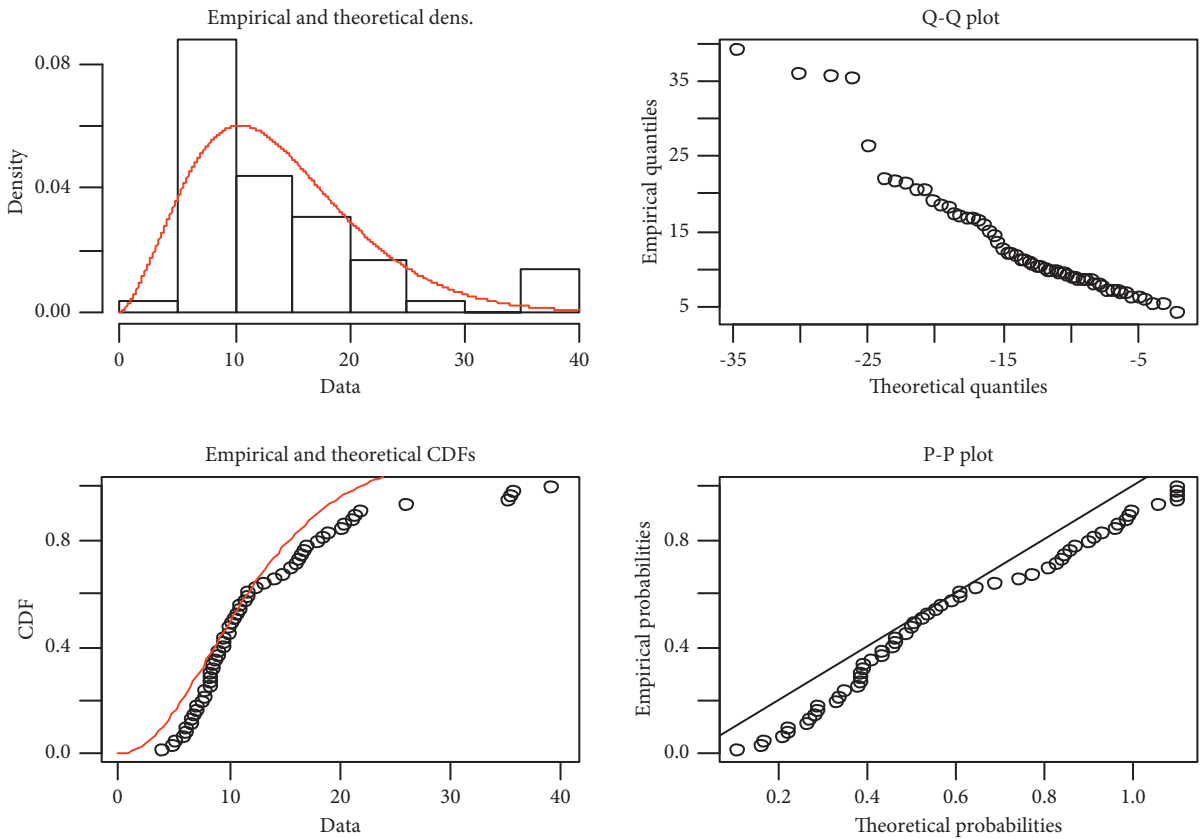 Empirical and theoretical dens.
0.08
0.04
0.00
Density
0 10 20 30 40
Data
Q-Q plot
35
25
15
5
Empirical quantiles
-35 -25 -15 -10 -5
Theoretical quantiles
Empirical and theoretical CDFs
0.8
0.4
0.0
CDF
0 10 20 30 40
Data
P-P plot
0.8
0.4
0.0
Empirical probabilities
0.2 0.4 0.6 0.8 1.0
Theoretical probabilities